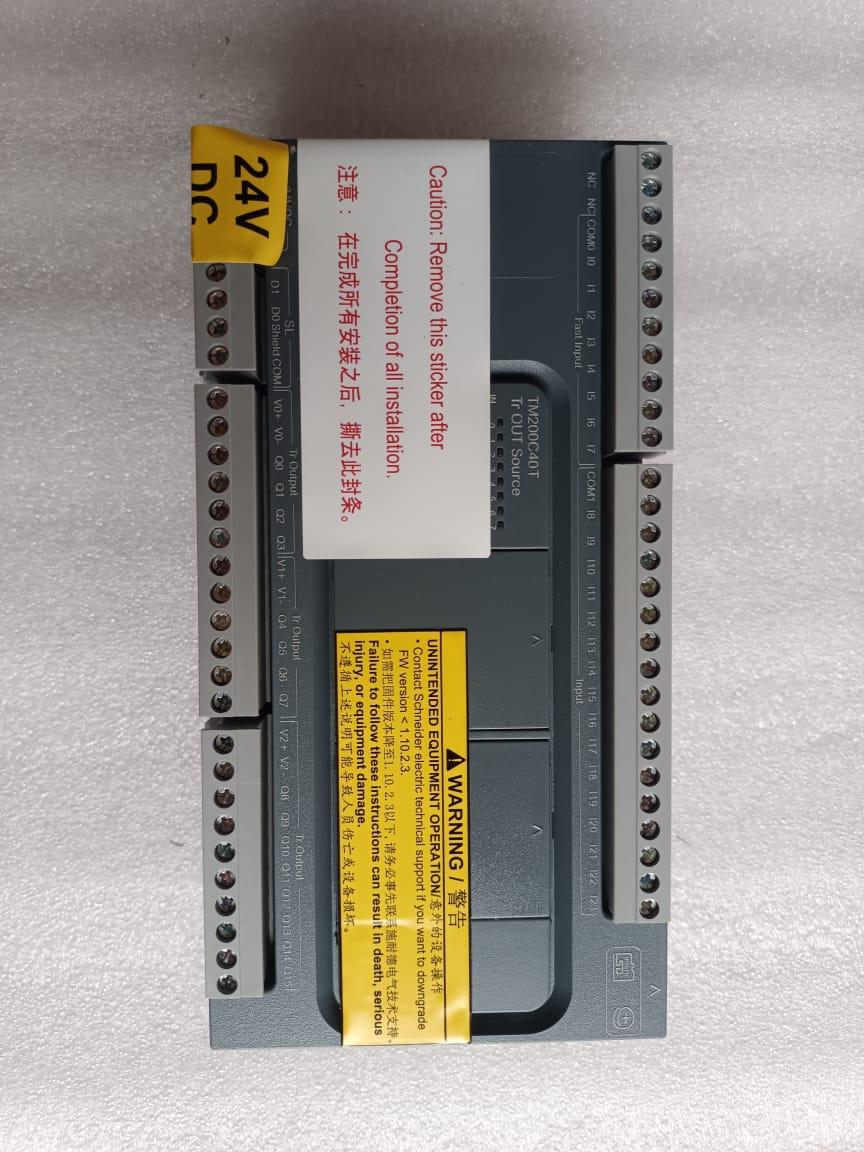 24V
DC
Caution: Remove this sticker after
Completion of all installation.
注意： 在完成所有安装之后，撕去此封条。
NC NC COM0 I0 I1 I2 I3 I4 I5 I6 I7
Fast Input
COM1 I8 I9 I10 I11 I12 I13 I14 I15 I16 I17 I18 I19 I20 I21 I22 I23
Input
TM200C40T
Tr OUT Source
IN
WARNING / 警告
UNINTENDED EQUIPMENT OPERATION/意外的设备操作
• Contact Schneider electric technical support if you want to downgrade
FW version < 1.10.2.3.
• 如需把固件版本降至1.10.2.3以下, 请务必事先联系施耐德电气技术支持.
Failure to follow these instructions can result in death, serious
injury, or equipment damage.
不遵循上述说明可能导致人员伤亡或设备损坏。
SL
D1 D0 Shield COM
Tr Output
V0+ V0- Q0 Q1 Q2 Q3
Tr Output
V1+ V1- Q4 Q5 Q6 Q7
Tr Output
V2+ V2- Q8 Q9 Q10 Q11 Q12 Q13 Q14 Q15